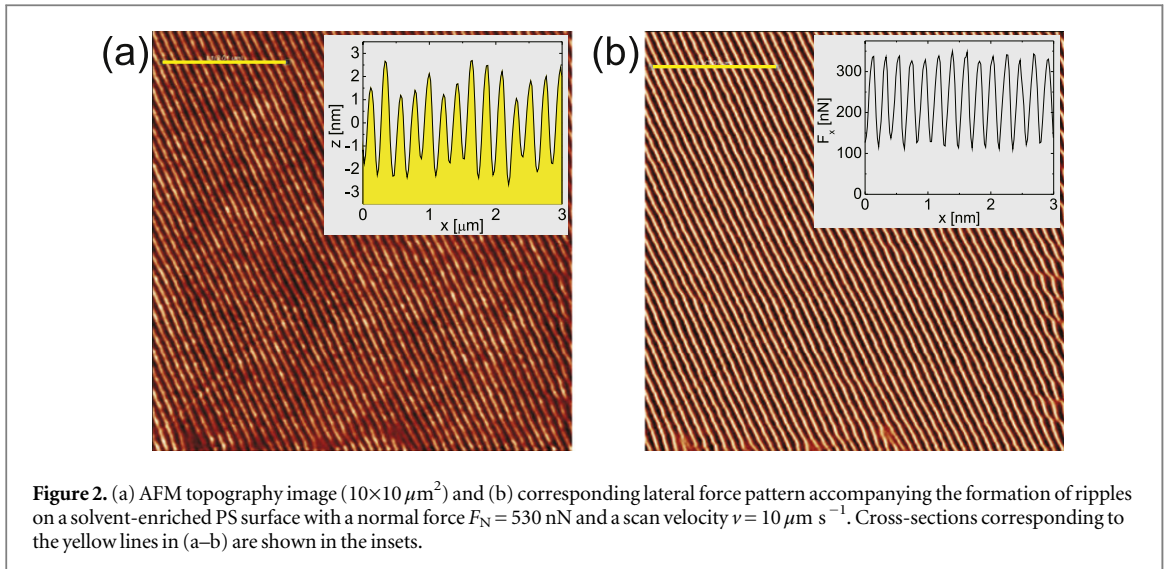 (a)
3
2
1
0
-1
-2
-3
z [nm]
0 1 2 3
x [μm]
(b)
300
200
100
0
Fx [nN]
0 1 2 3
x [nm]
Figure 2. (a) AFM topography image (10×10 μm²) and (b) corresponding lateral force pattern accompanying the formation of ripples
on a solvent-enriched PS surface with a normal force FN = 530 nN and a scan velocity v = 10 μm s⁻¹. Cross-sections corresponding to
the yellow lines in (a–b) are shown in the insets.